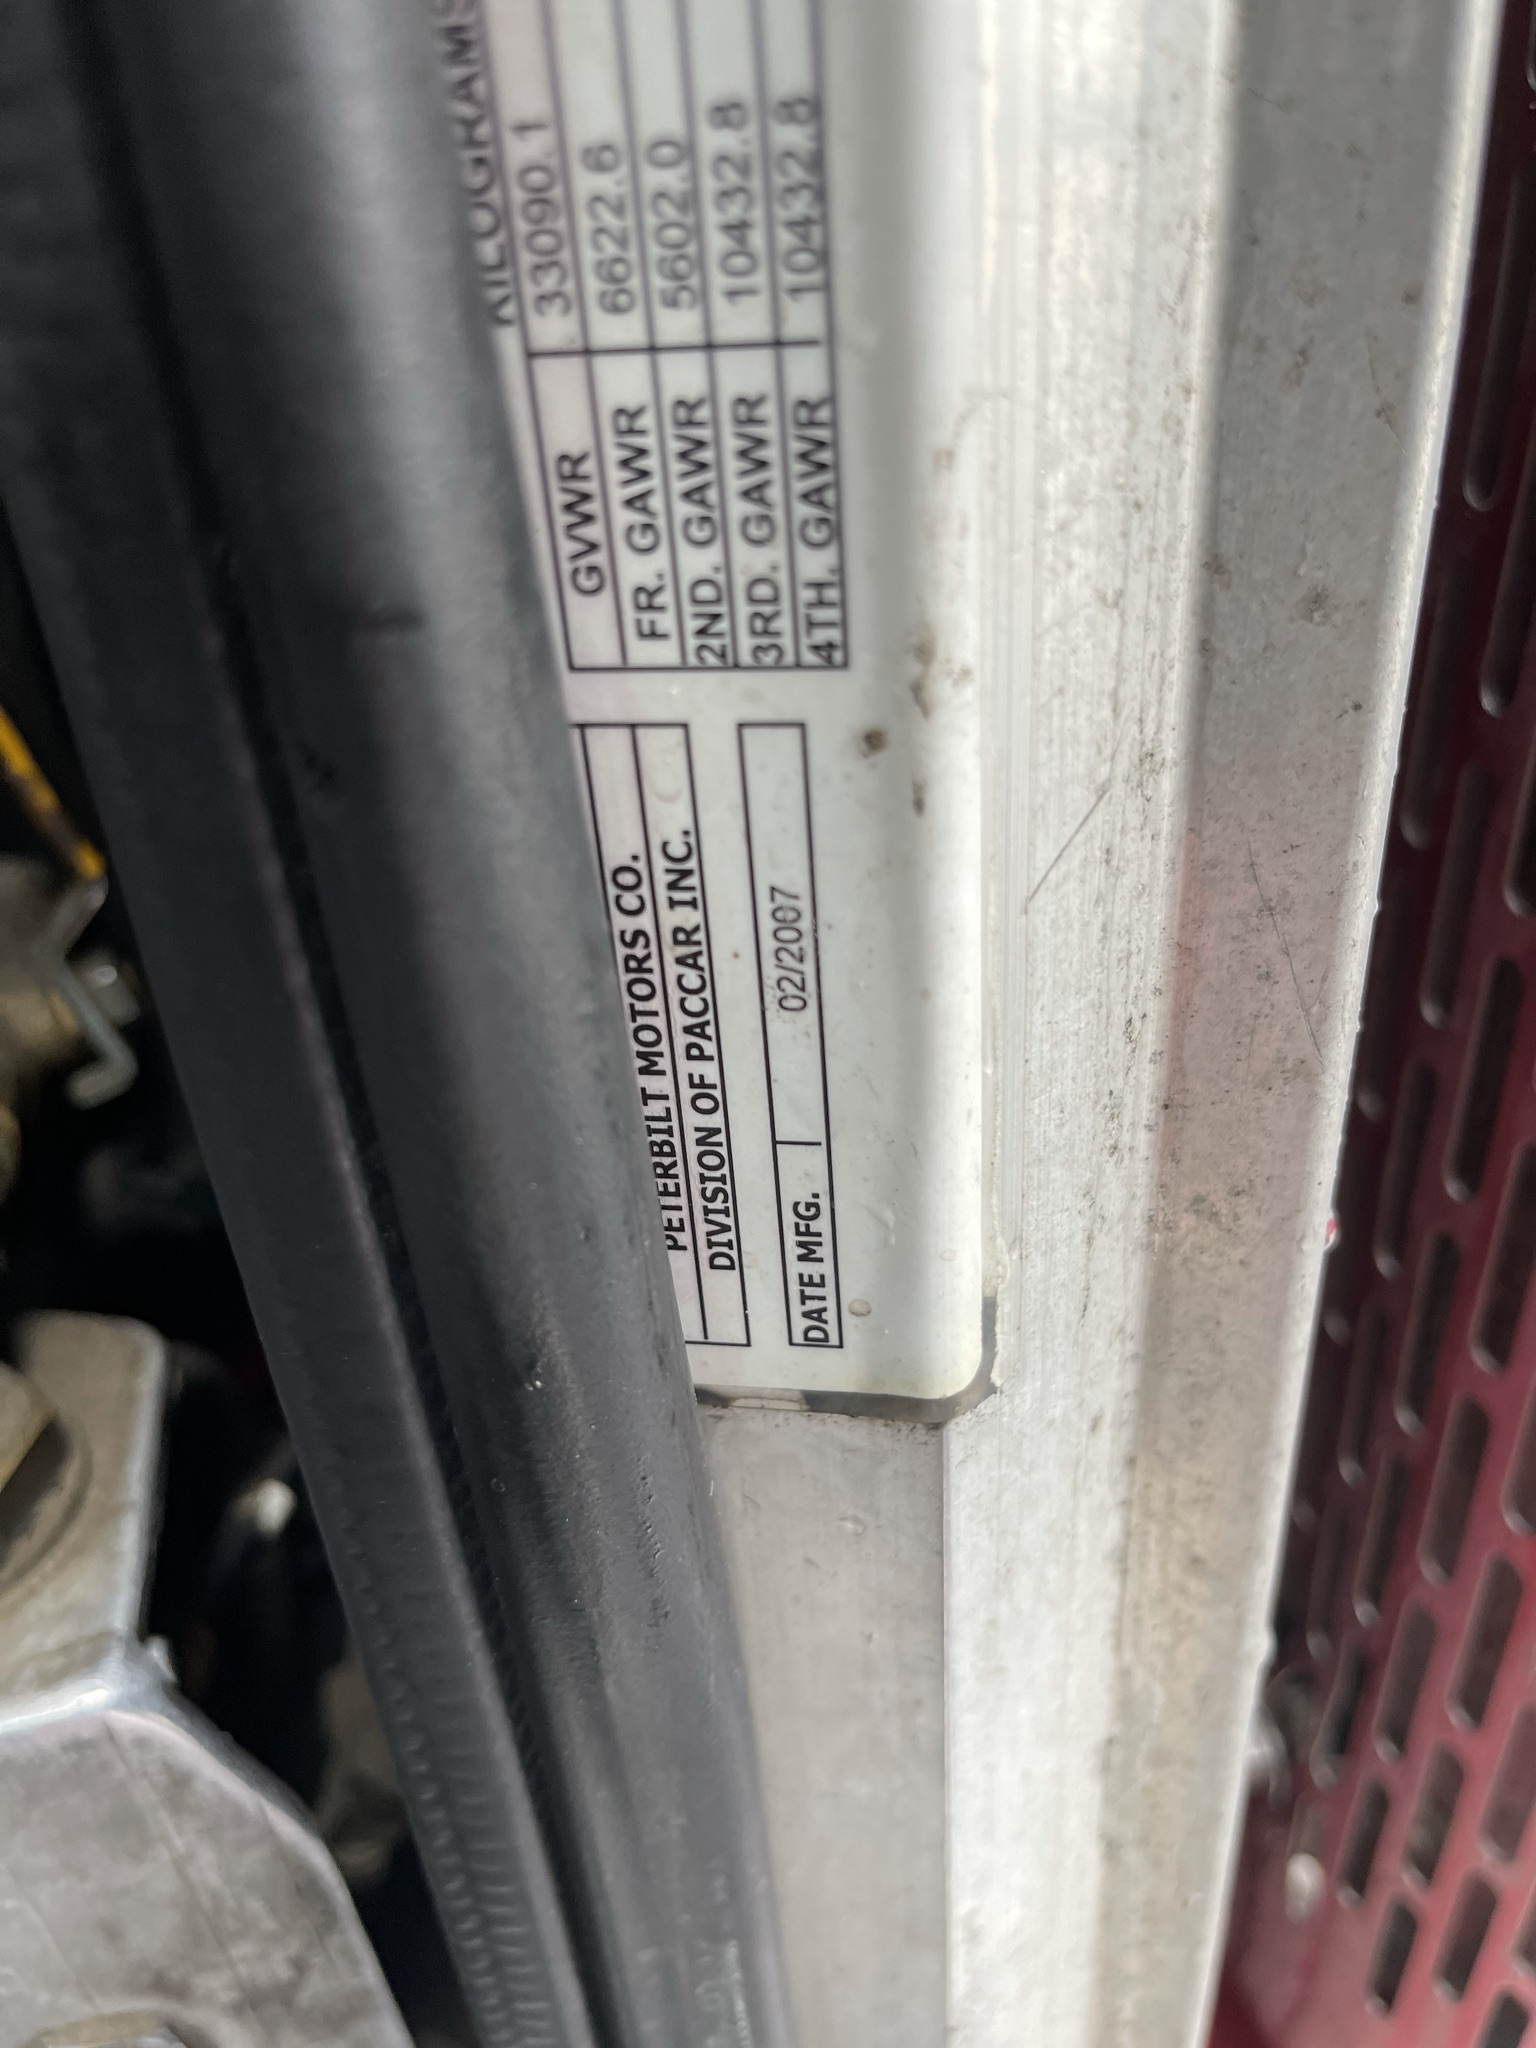 PETERBILT MOTORS CO.
DIVISION OF PACCAR INC.
DATE MFG. 02/2007
KILOGRAMS
GVWR 33090.1
FR. GAWR 6622.6
2ND. GAWR 5602.0
3RD. GAWR 10432.8
4TH. GAWR 10432.8